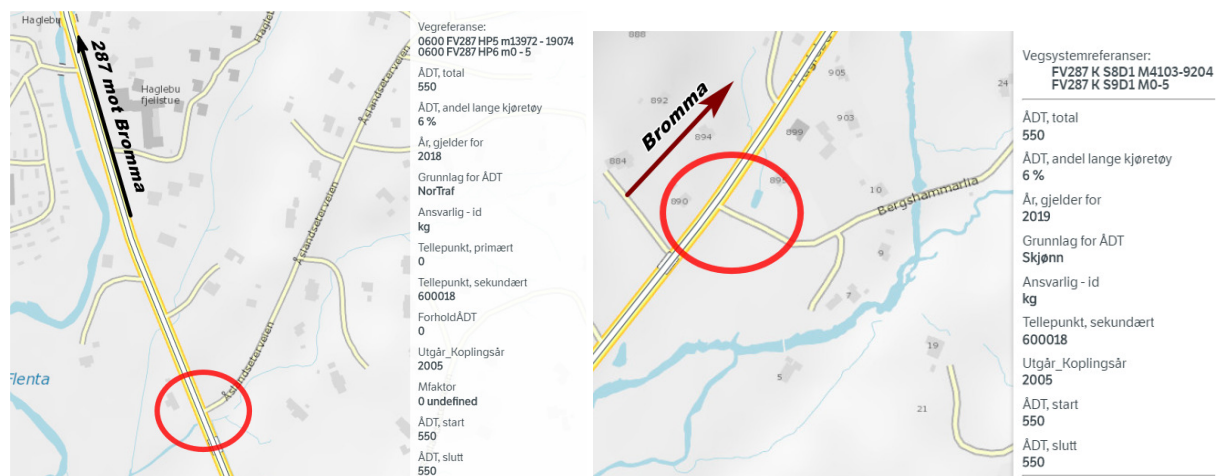 Haglebu
287 mot Bromma
Haglebu
fjellstue
Åslandseterveien
Åslandseterveien
Åslandseterveien
Flenta
Vegreferanse:
0600 FV287 HP5 m13972 - 19074
0600 FV287 HP6 m0 - 5
ÅDT, total
550
ÅDT, andel lange kjøretøy
6 %
År, gjelder for
2018
Grunnlag for ÅDT
NorTraf
Ansvarlig - id
kg
Tellepunkt, primært
0
Tellepunkt, sekundært
600018
ForholdÅDT
0
Utgår_Koplingsår
2005
Mfaktor
0 undefined
ÅDT, start
550
ÅDT, slutt
550
888
905
892
Bromma
903
899
894
884
24
895
890
10
Bergshammarlia
9
7
19
5
21
Vegsystemreferanser:
FV287 K S8D1 M4103-9204
FV287 K S9D1 M0-5
ÅDT, total
550
ÅDT, andel lange kjøretøy
6 %
År, gjelder for
2019
Grunnlag for ÅDT
Skjønn
Ansvarlig - id
kg
Tellepunkt, sekundært
600018
Utgår_Koplingsår
2005
ÅDT, start
550
ÅDT, slutt
550